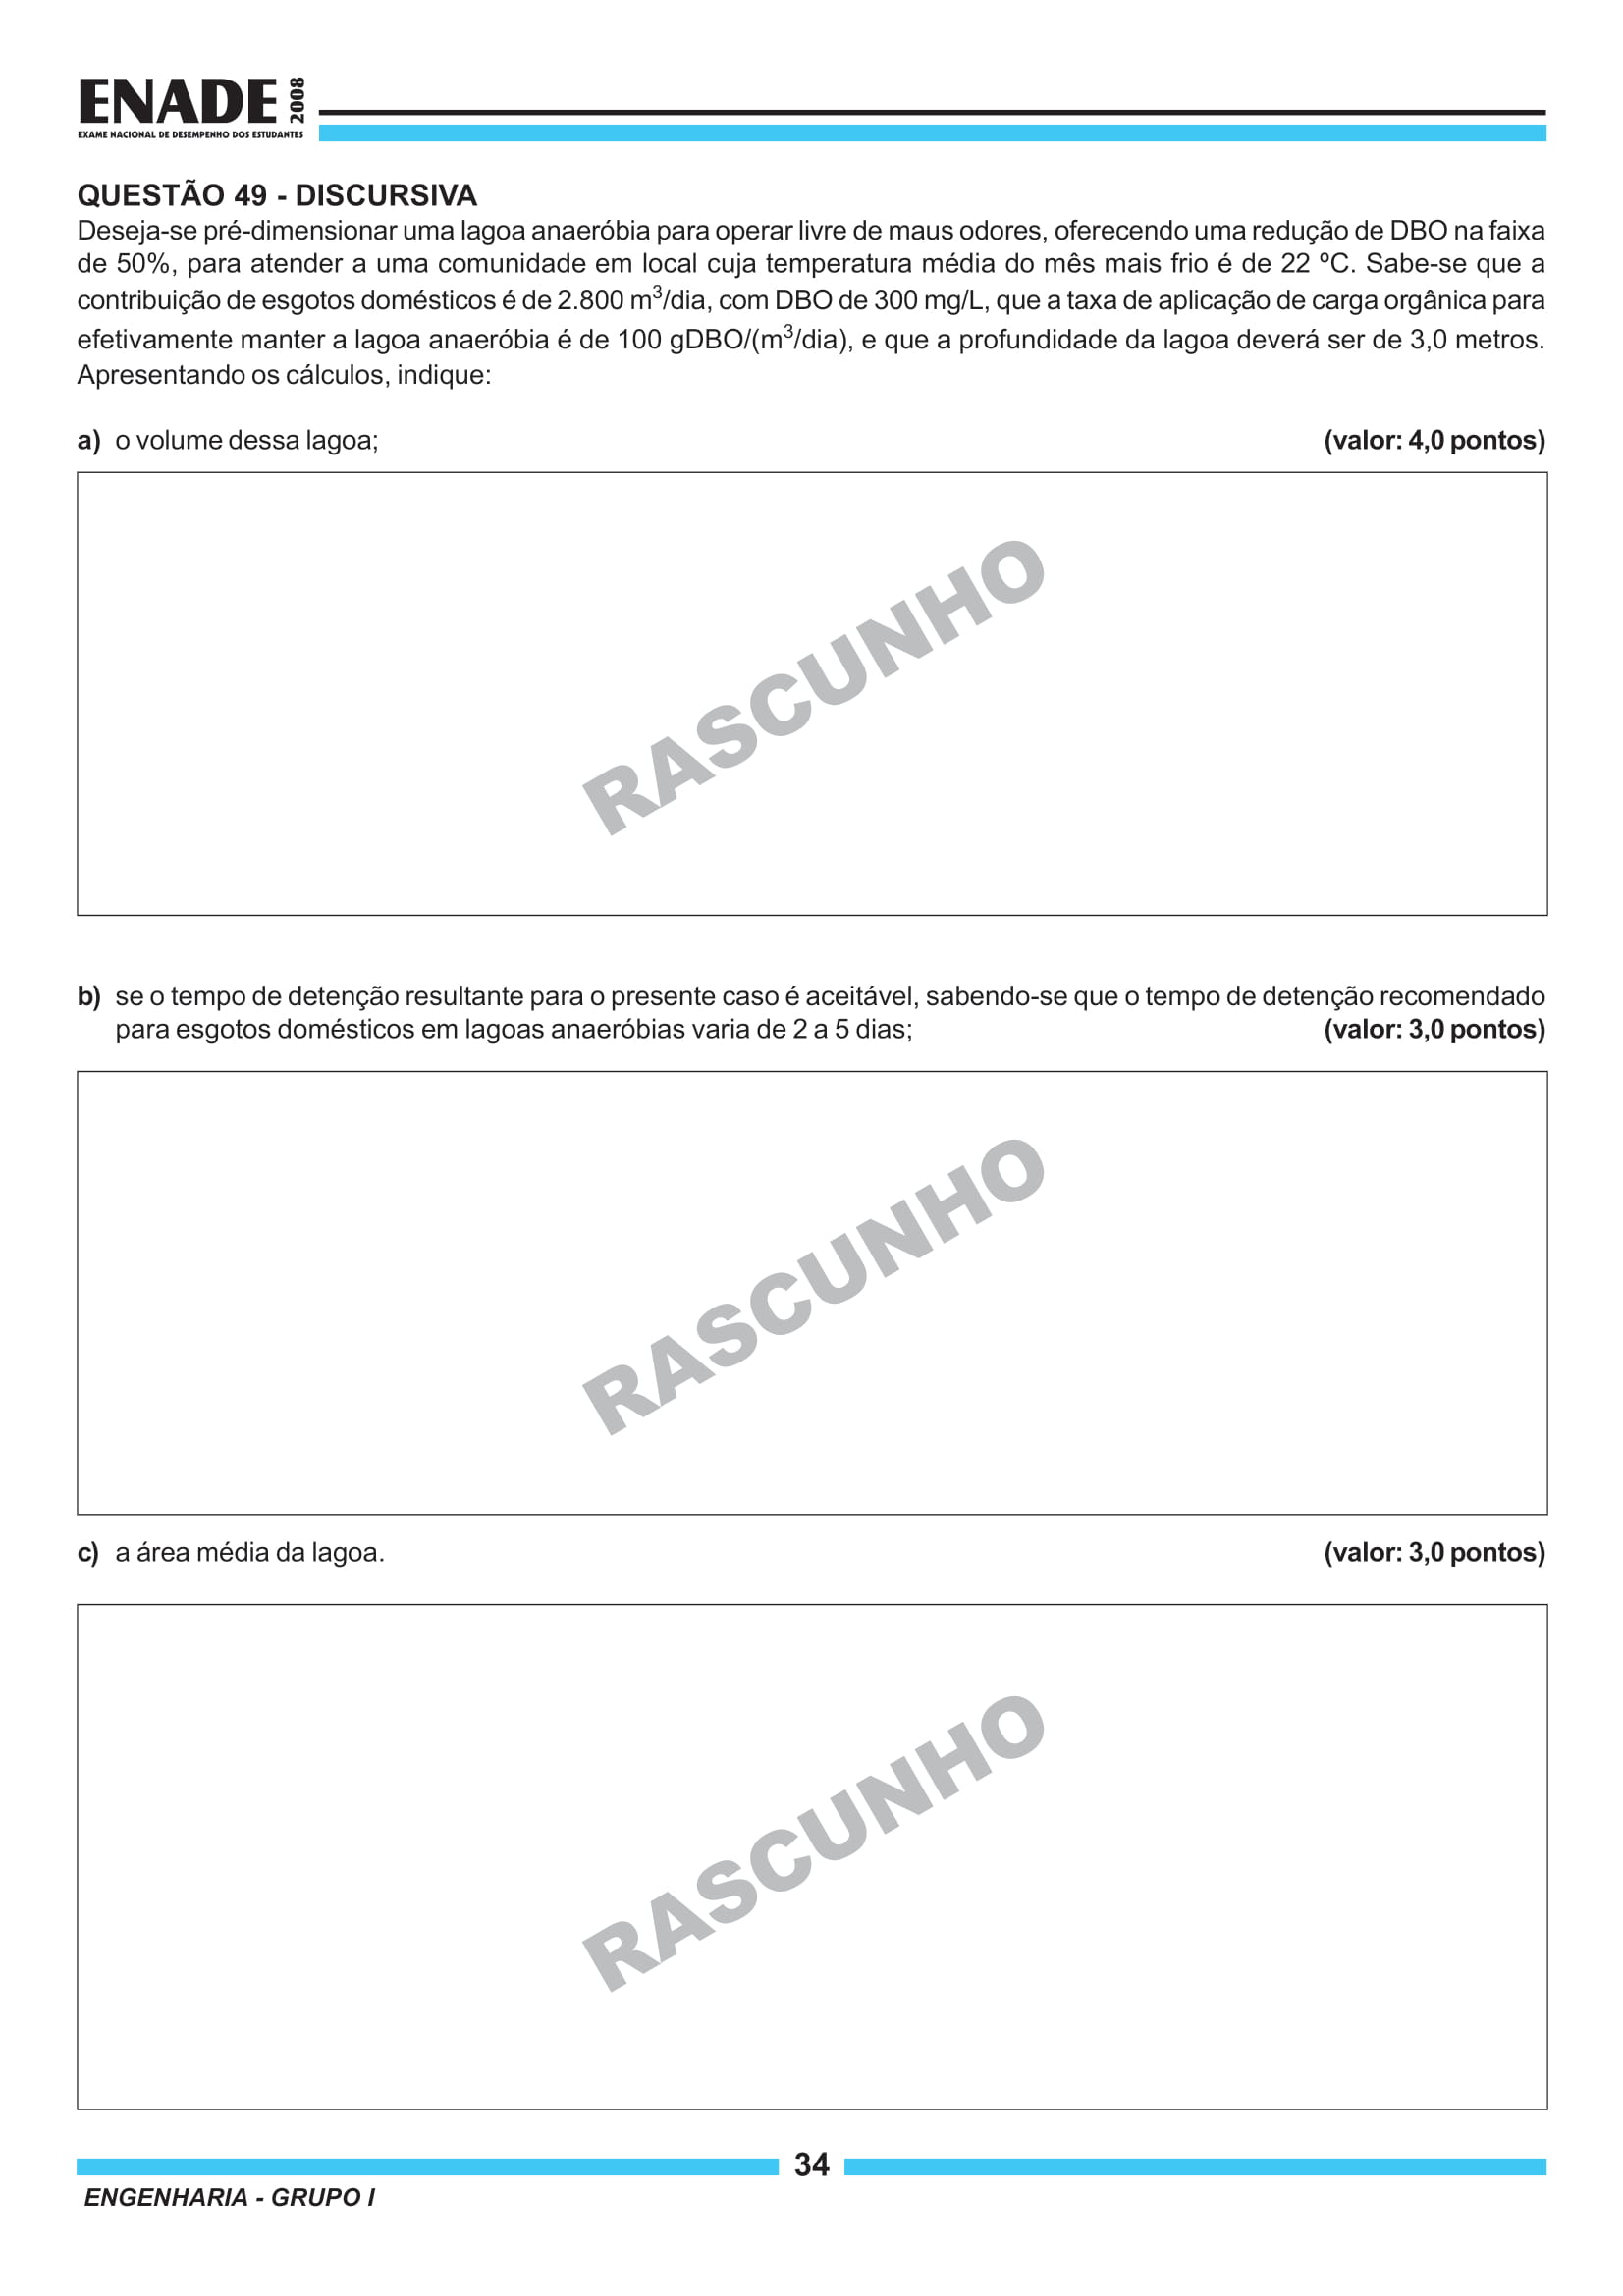 ENADE 2008
EXAME NACIONAL DE DESEMPENHO DOS ESTUDANTES
QUESTÃO 49 - DISCURSIVA
Deseja-se pré-dimensionar uma lagoa anaeróbia para operar livre de maus odores, oferecendo uma redução de DBO na faixa
de 50%, para atender a uma comunidade em local cuja temperatura média do mês mais frio é de 22 ºC. Sabe-se que a
contribuição de esgotos domésticos é de 2.800 m³/dia, com DBO de 300 mg/L, que a taxa de aplicação de carga orgânica para
efetivamente manter a lagoa anaeróbia é de 100 gDBO/(m³/dia), e que a profundidade da lagoa deverá ser de 3,0 metros.
Apresentando os cálculos, indique:
a) o volume dessa lagoa; (valor: 4,0 pontos)
RASCUNHO
b) se o tempo de detenção resultante para o presente caso é aceitável, sabendo-se que o tempo de detenção recomendado
para esgotos domésticos em lagoas anaeróbias varia de 2 a 5 dias; (valor: 3,0 pontos)
RASCUNHO
c) a área média da lagoa. (valor: 3,0 pontos)
RASCUNHO
34
ENGENHARIA - GRUPO I